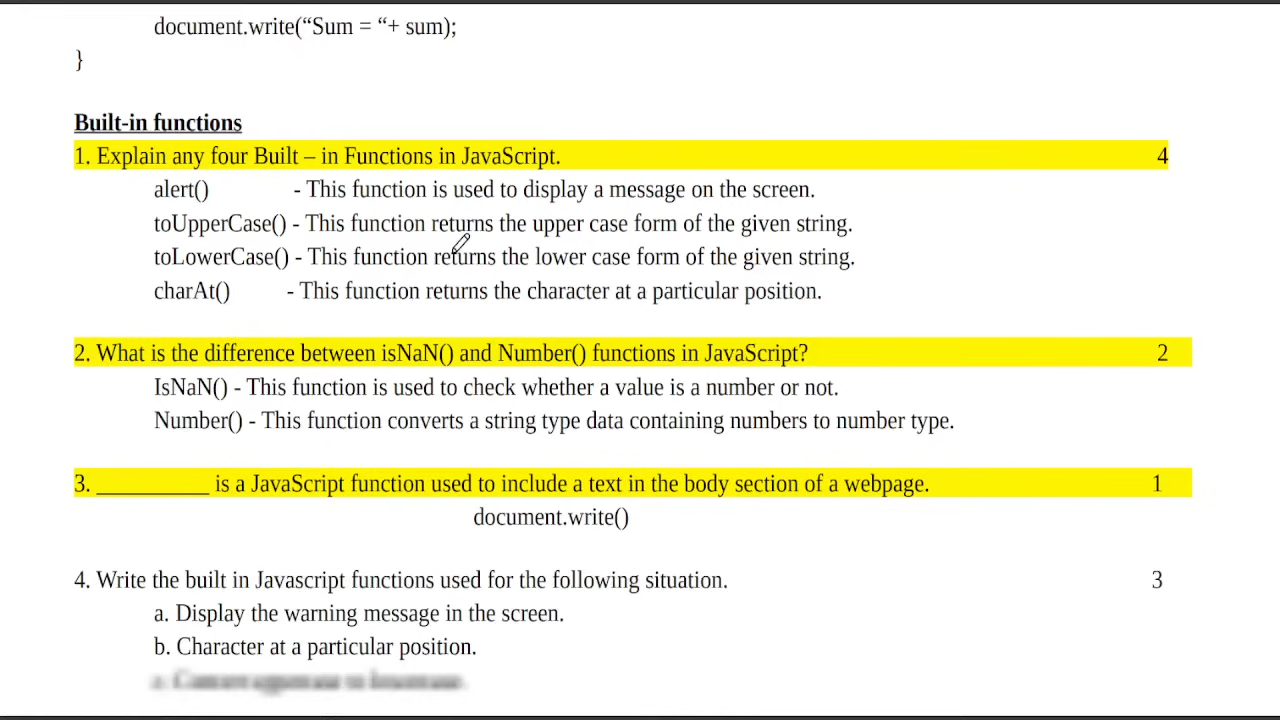 document.write(“Sum = “+ sum);
}
Built-in functions
1. Explain any four Built – in Functions in JavaScript. 4
alert() - This function is used to display a message on the screen.
toUpperCase() - This function returns the upper case form of the given string.
toLowerCase() - This function returns the lower case form of the given string.
charAt() - This function returns the character at a particular position.
2. What is the difference between isNaN() and Number() functions in JavaScript? 2
IsNaN() - This function is used to check whether a value is a number or not.
Number() - This function converts a string type data containing numbers to number type.
3. __________ is a JavaScript function used to include a text in the body section of a webpage. 1
document.write()
4. Write the built in Javascript functions used for the following situation. 3
a. Display the warning message in the screen.
b. Character at a particular position.